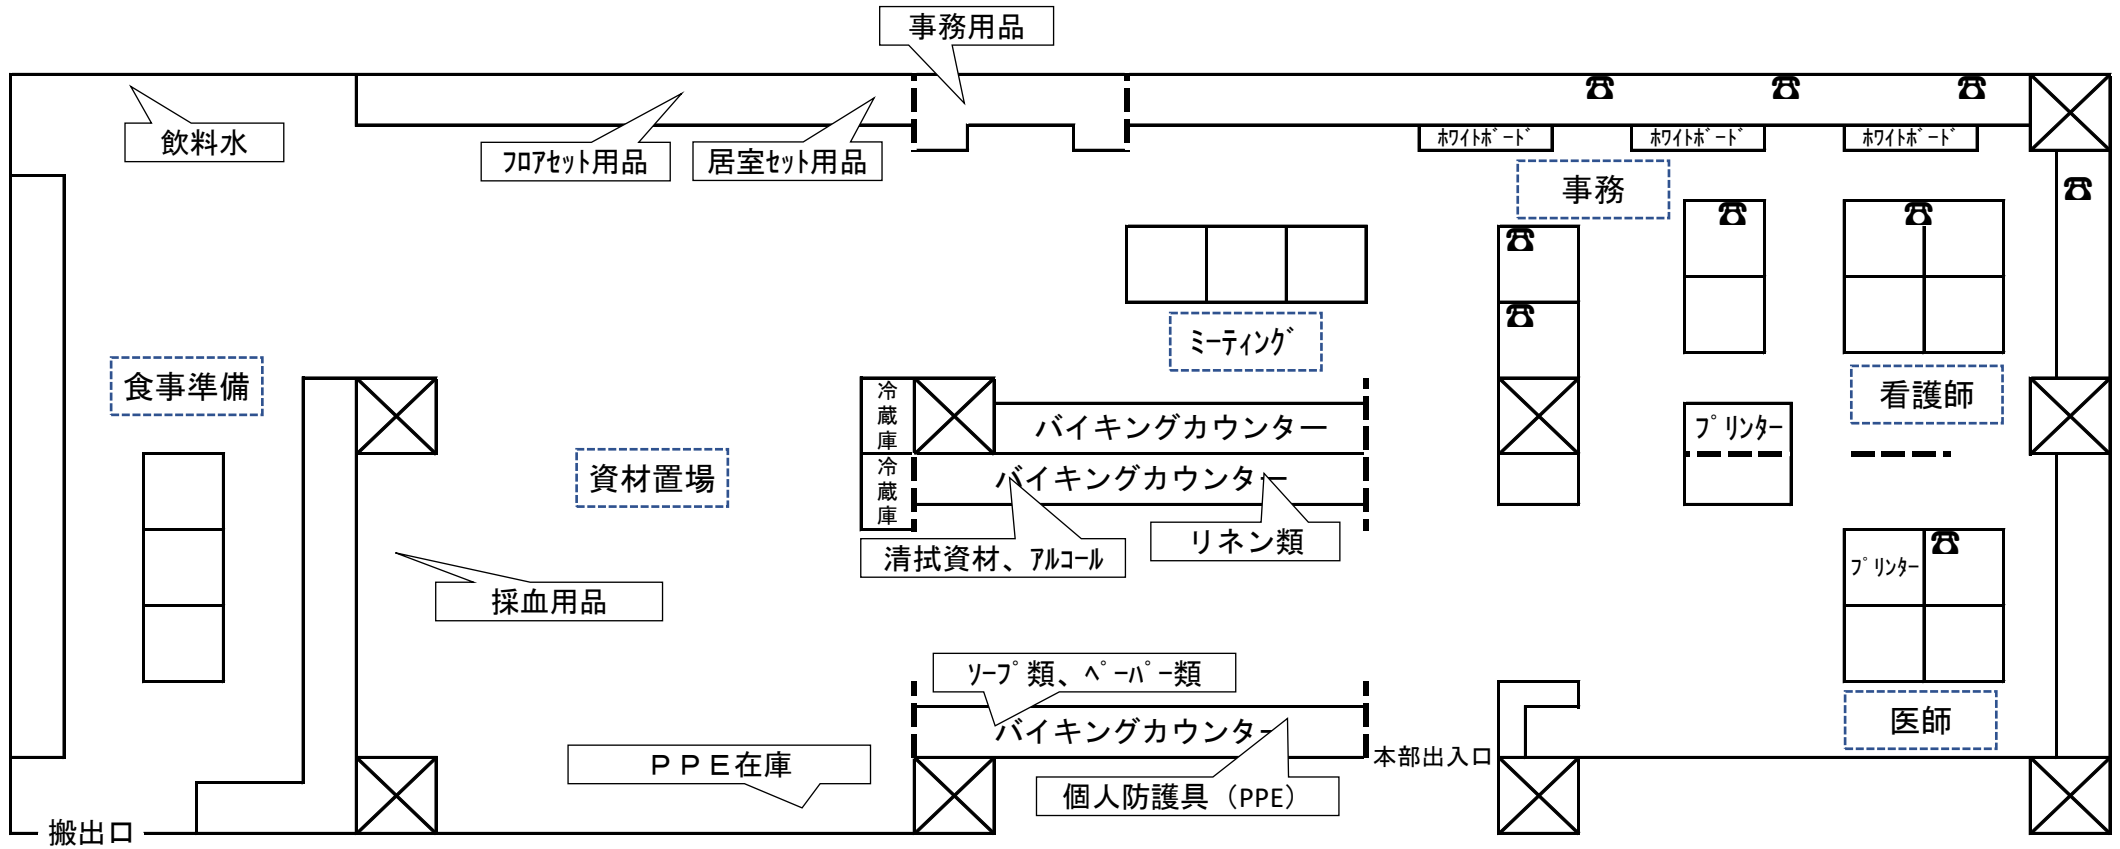 事務用品
飲料水
ﾌﾛｱｾｯﾄ用品
居室ｾｯﾄ用品
ﾎﾜｲﾄﾎﾞｰﾄﾞ
ﾎﾜｲﾄﾎﾞｰﾄﾞ
ﾎﾜｲﾄﾎﾞｰﾄﾞ
事務
ﾐｰﾃｨﾝｸﾞ
食事準備
看護師
冷蔵庫
バイキングカウンター
ﾌﾟﾘﾝﾀｰ
資材置場
冷蔵庫
バイキングカウンター
清拭資材、ｱﾙｺｰﾙ
リネン類
ﾌﾟﾘﾝﾀｰ
採血用品
ｿｰﾌﾟ類、ﾍﾟｰﾊﾟｰ類
バイキングカウンター
医師
ＰＰＥ在庫
本部出入口
個人防護具（PPE）
搬出口